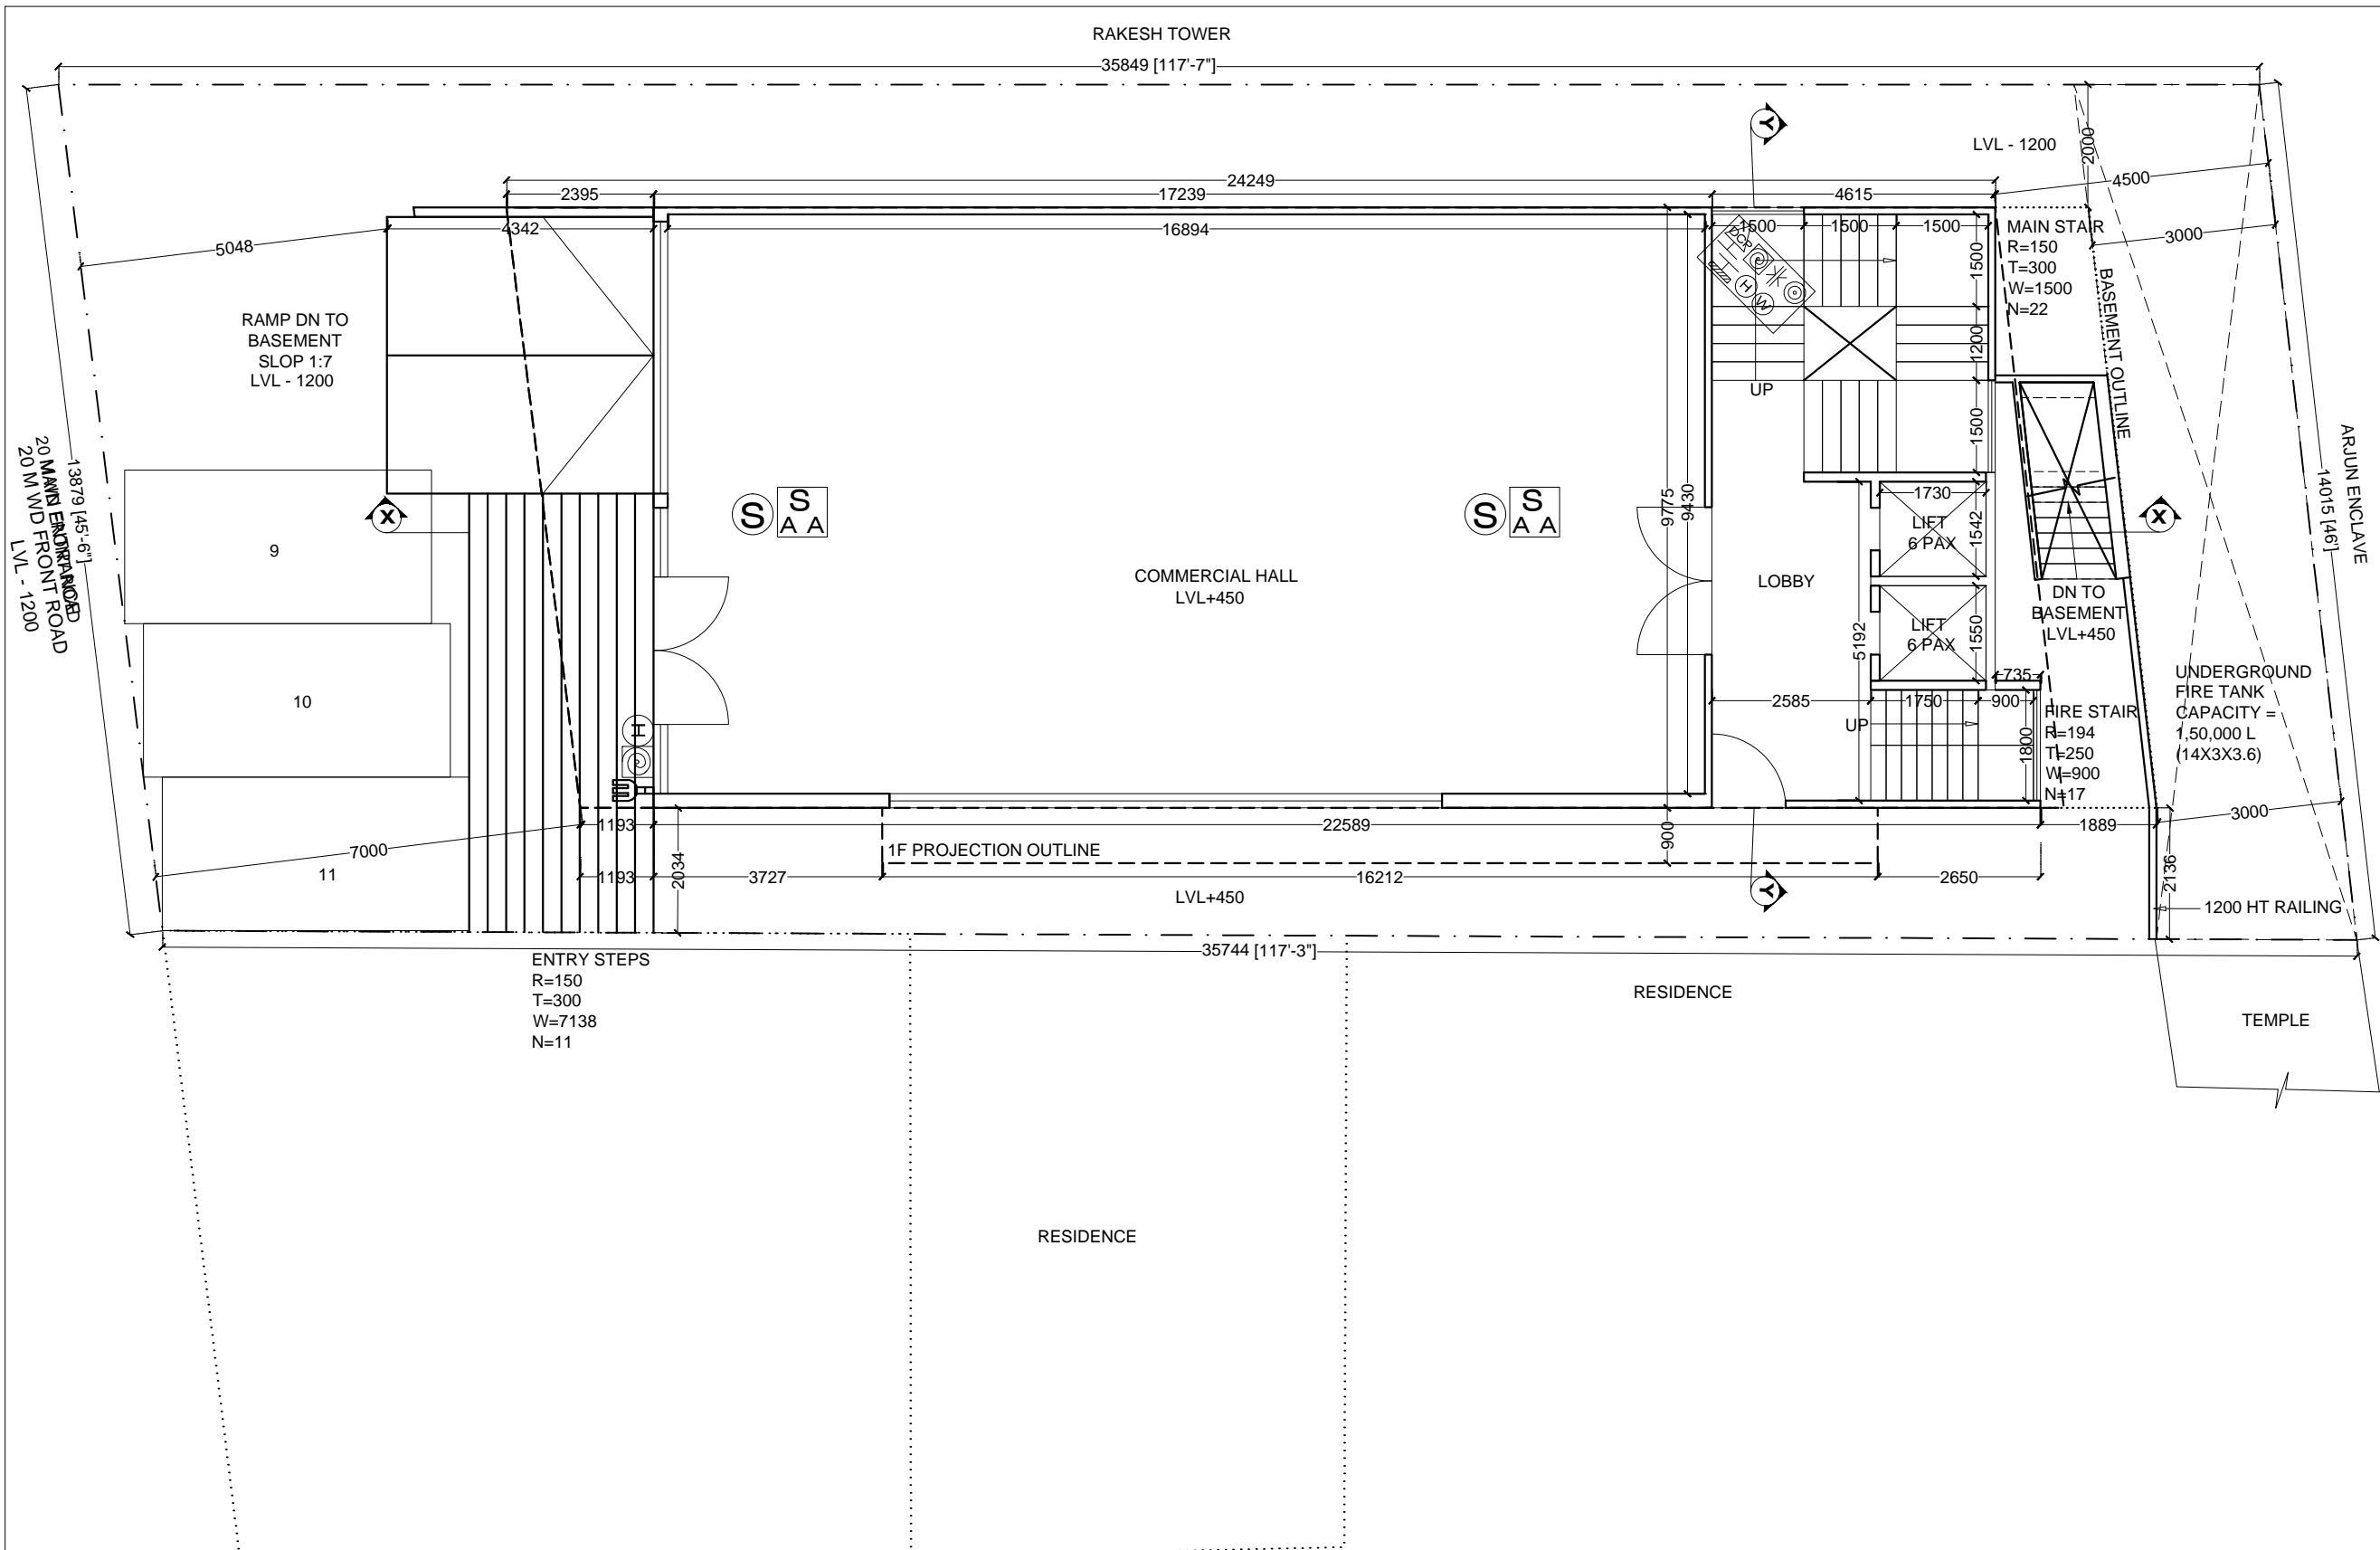 RAKESH TOWER
35849 [117'-7"]
Y
LVL - 1200
2000
4500
24249
2395
17239
4615
4342
16894
1500
1500
1500
5048
3000
MAIN STAIR
R=150
T=300
W=1500
N=22
DCP
H
W
1500
1200
1500
BASEMENT OUTLINE
RAMP DN TO
BASEMENT
SLOP 1:7
LVL - 1200
UP
ARJUN ENCLAVE
14015 [46']
13879 [45'-6"]
20 M WD FRONT ROAD
LVL - 1200
X
S
S
A A
S
S
A A
9775
9430
1730
LIFT
6 PAX
1542
X
9
COMMERCIAL HALL
LVL+450
LOBBY
DN TO
BASEMENT
LVL+450
LIFT
6 PAX
1550
5192
10
735
UNDERGROUND
FIRE TANK
CAPACITY =
1,50,000 L
(14X3X3.6)
2585
1750
900
UP
1800
FIRE STAIR
R=194
T=250
W=900
N=17
H
1193
22589
1889
3000
7000
11
2034
900
1F PROJECTION OUTLINE
1193
3727
16212
2650
2136
Y
LVL+450
1200 HT RAILING
35744 [117'-3"]
ENTRY STEPS
R=150
T=300
W=7138
N=11
RESIDENCE
TEMPLE
RESIDENCE